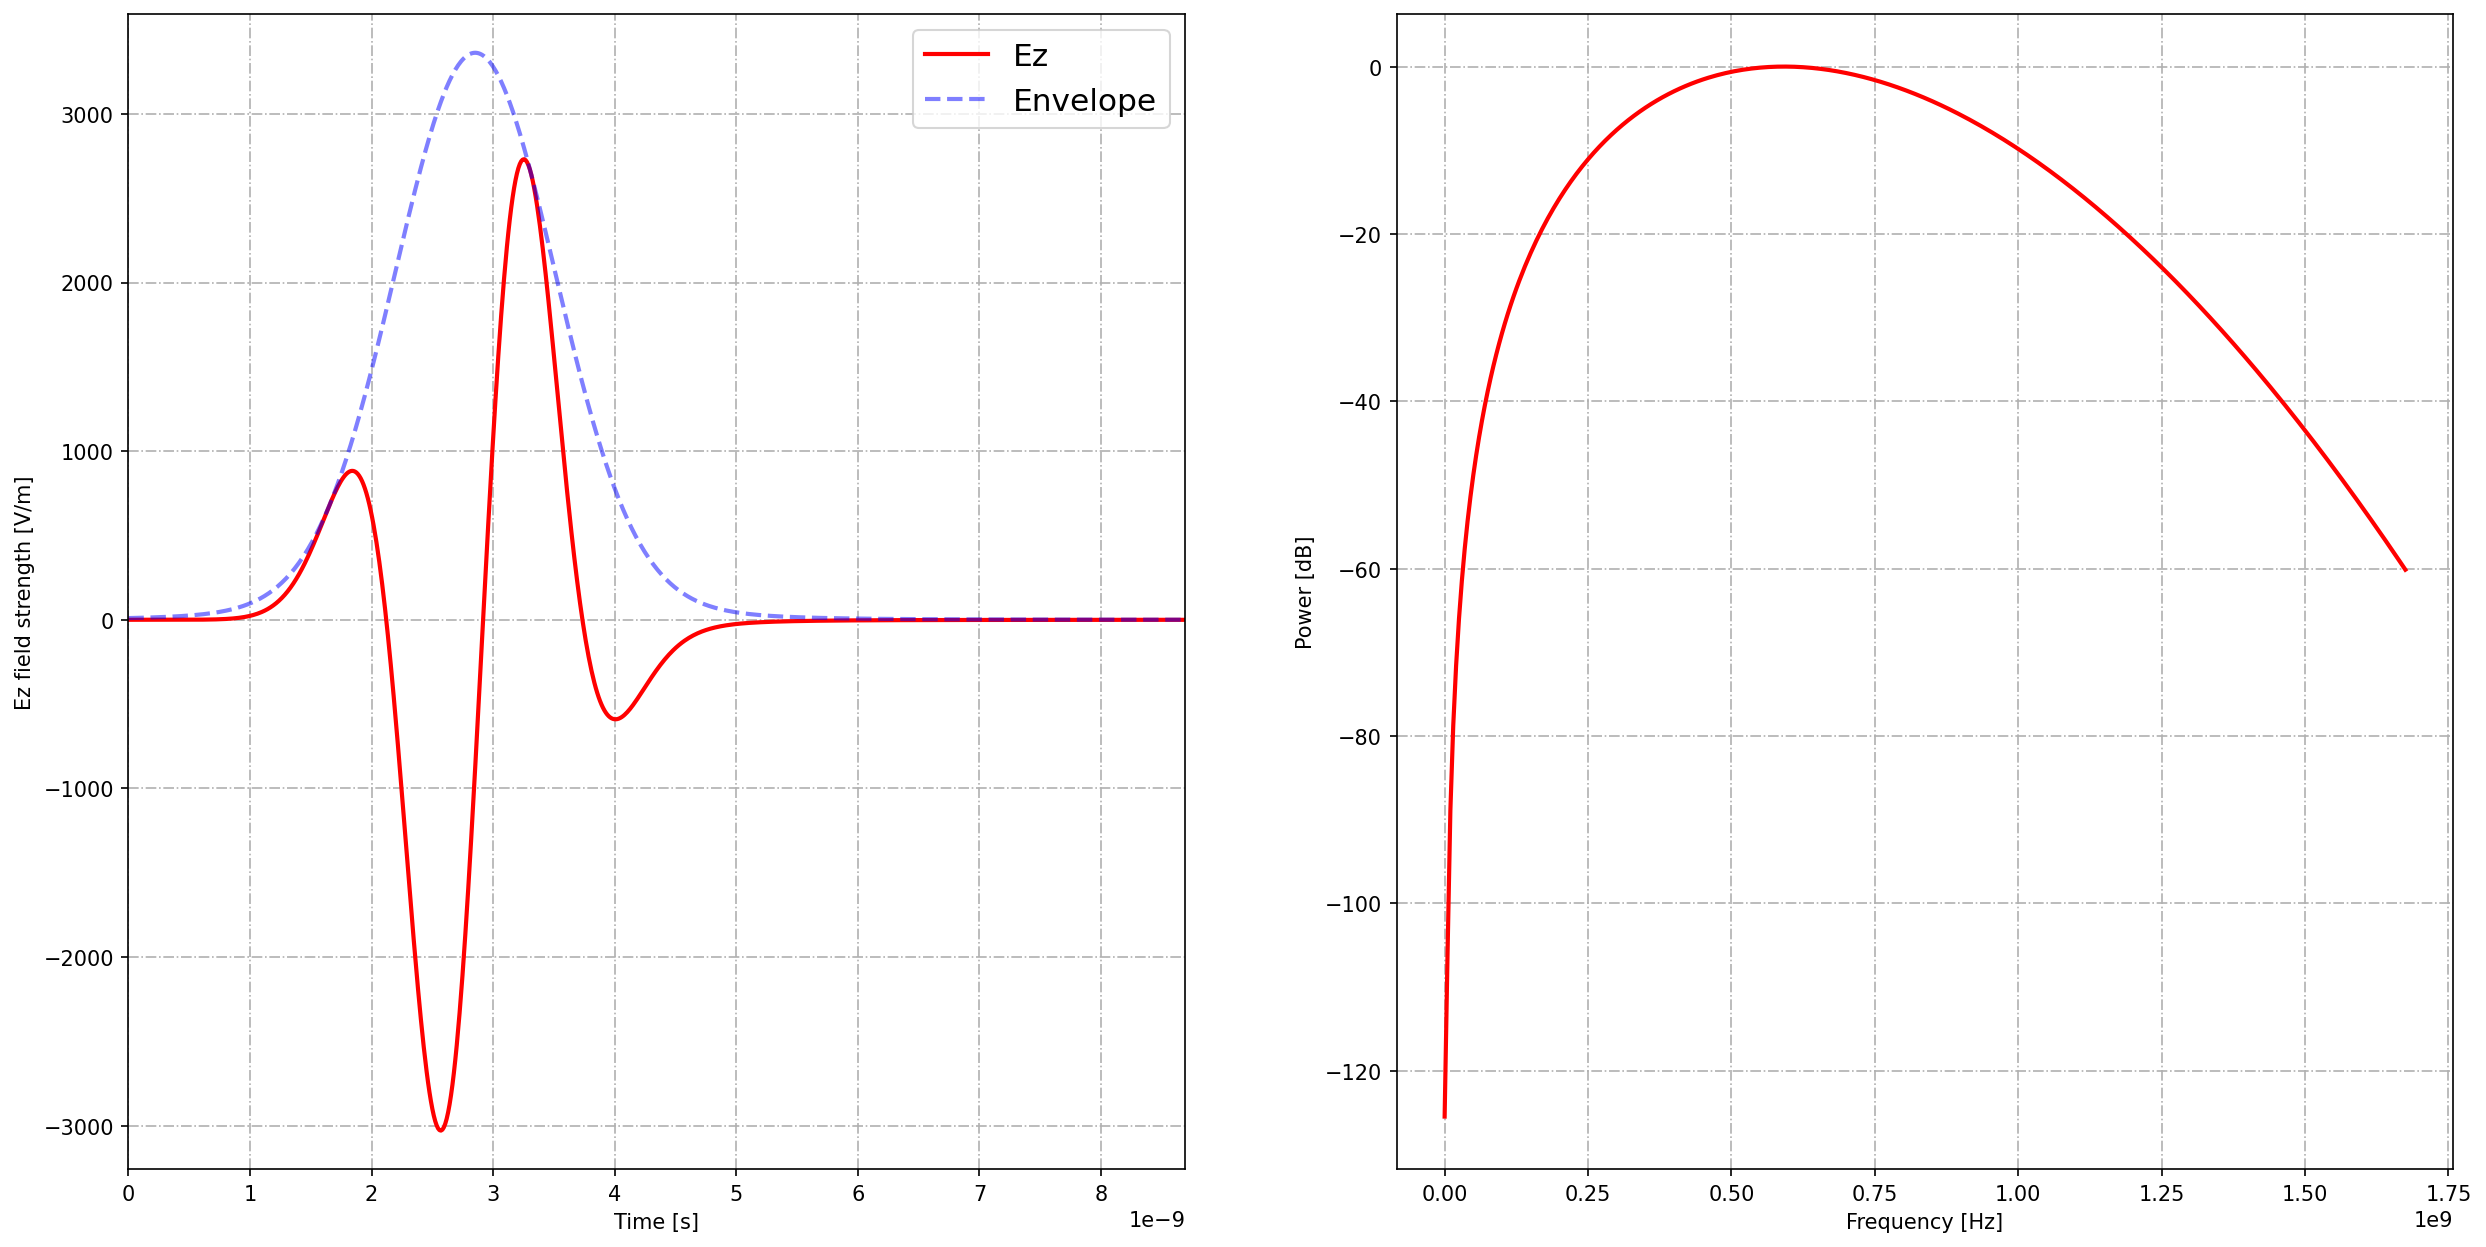 Ez
Envelope
3000
2000
1000
0
−1000
−2000
−3000
Ez field strength [V/m]
0 1 2 3 4 5 6 7 8
Time [s]
1e−9
0
−20
−40
−60
−80
−100
−120
Power [dB]
0.00 0.25 0.50 0.75 1.00 1.25 1.50 1.75
Frequency [Hz]
1e9